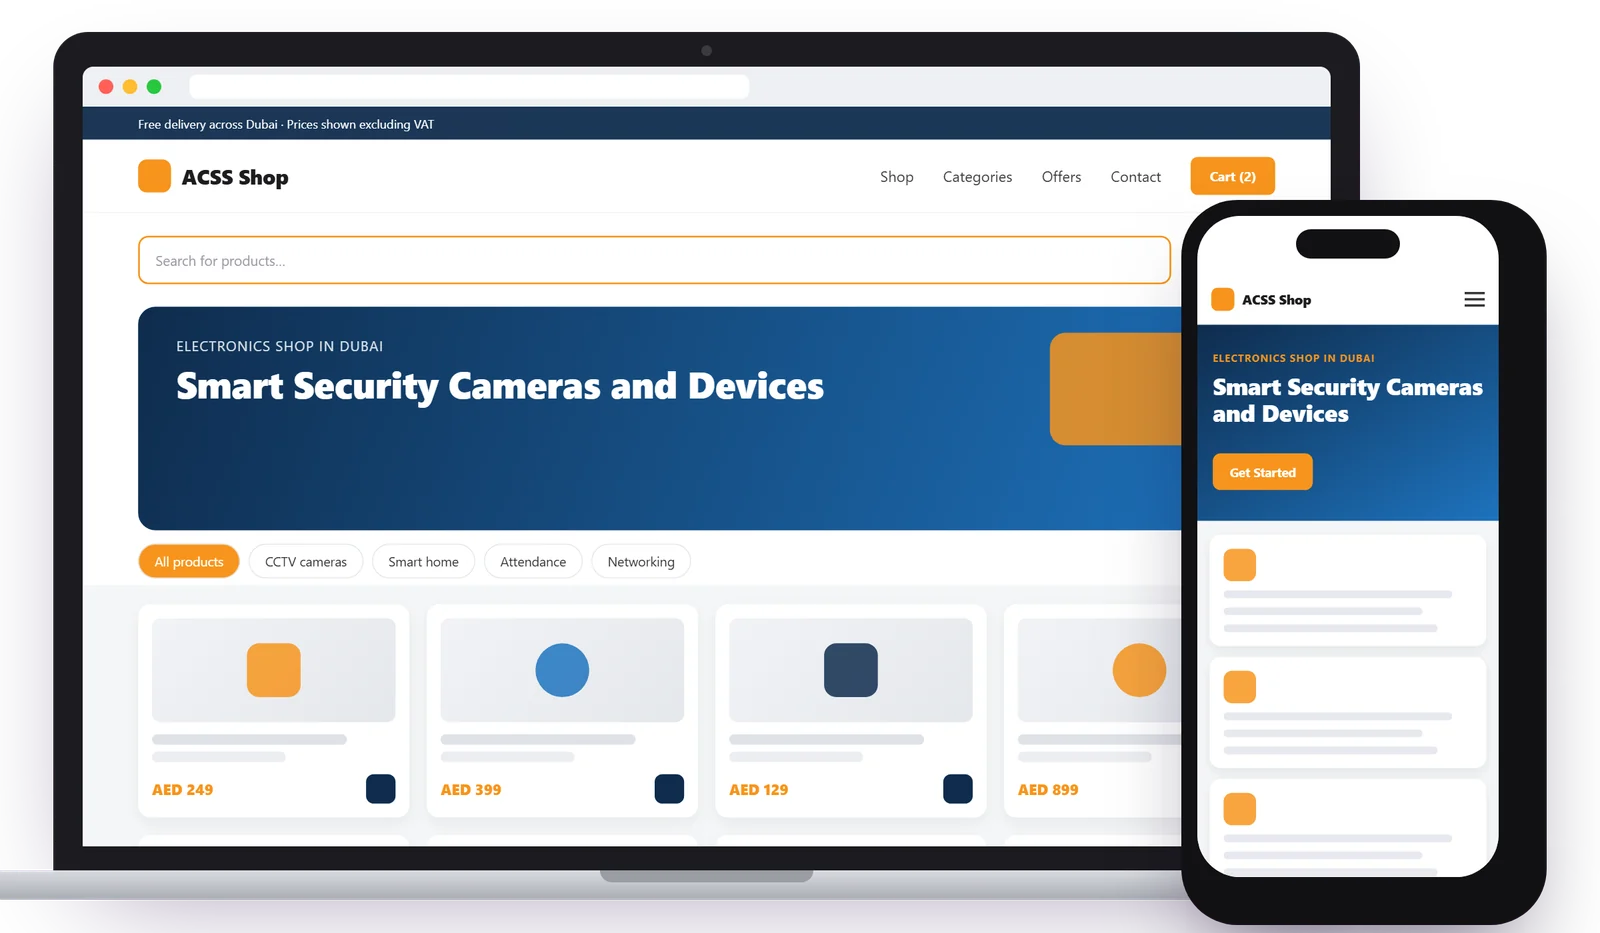 Free delivery across Dubai · Prices shown excluding VAT
ACSS Shop
Shop
Categories
Offers
Contact
Cart (2)
Search for products...
ELECTRONICS SHOP IN DUBAI
Smart Security Cameras and Devices
All products
CCTV cameras
Smart home
Attendance
Networking
AED 249
AED 399
AED 129
AED 899
ACSS Shop
ELECTRONICS SHOP IN DUBAI
Smart Security Cameras
and Devices
Get Started